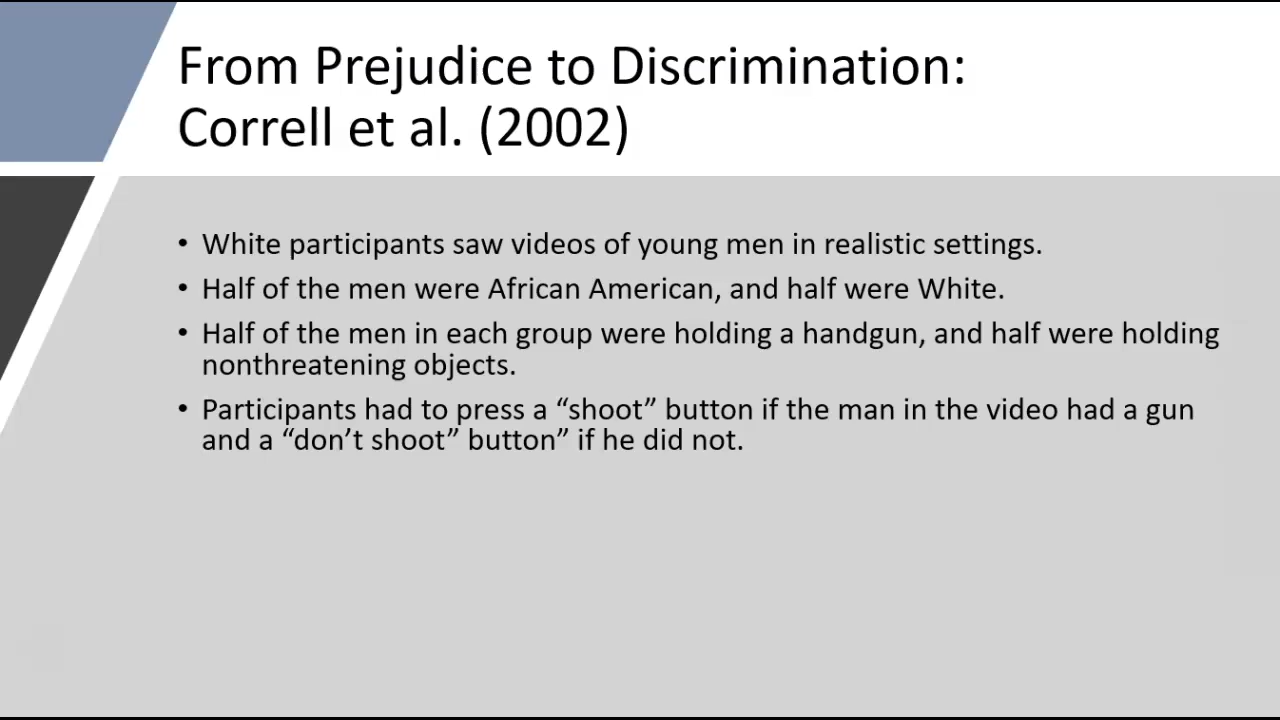 From Prejudice to Discrimination:
Correll et al. (2002)
• White participants saw videos of young men in realistic settings.
• Half of the men were African American, and half were White.
• Half of the men in each group were holding a handgun, and half were holding
nonthreatening objects.
• Participants had to press a “shoot” button if the man in the video had a gun
and a “don’t shoot” button” if he did not.